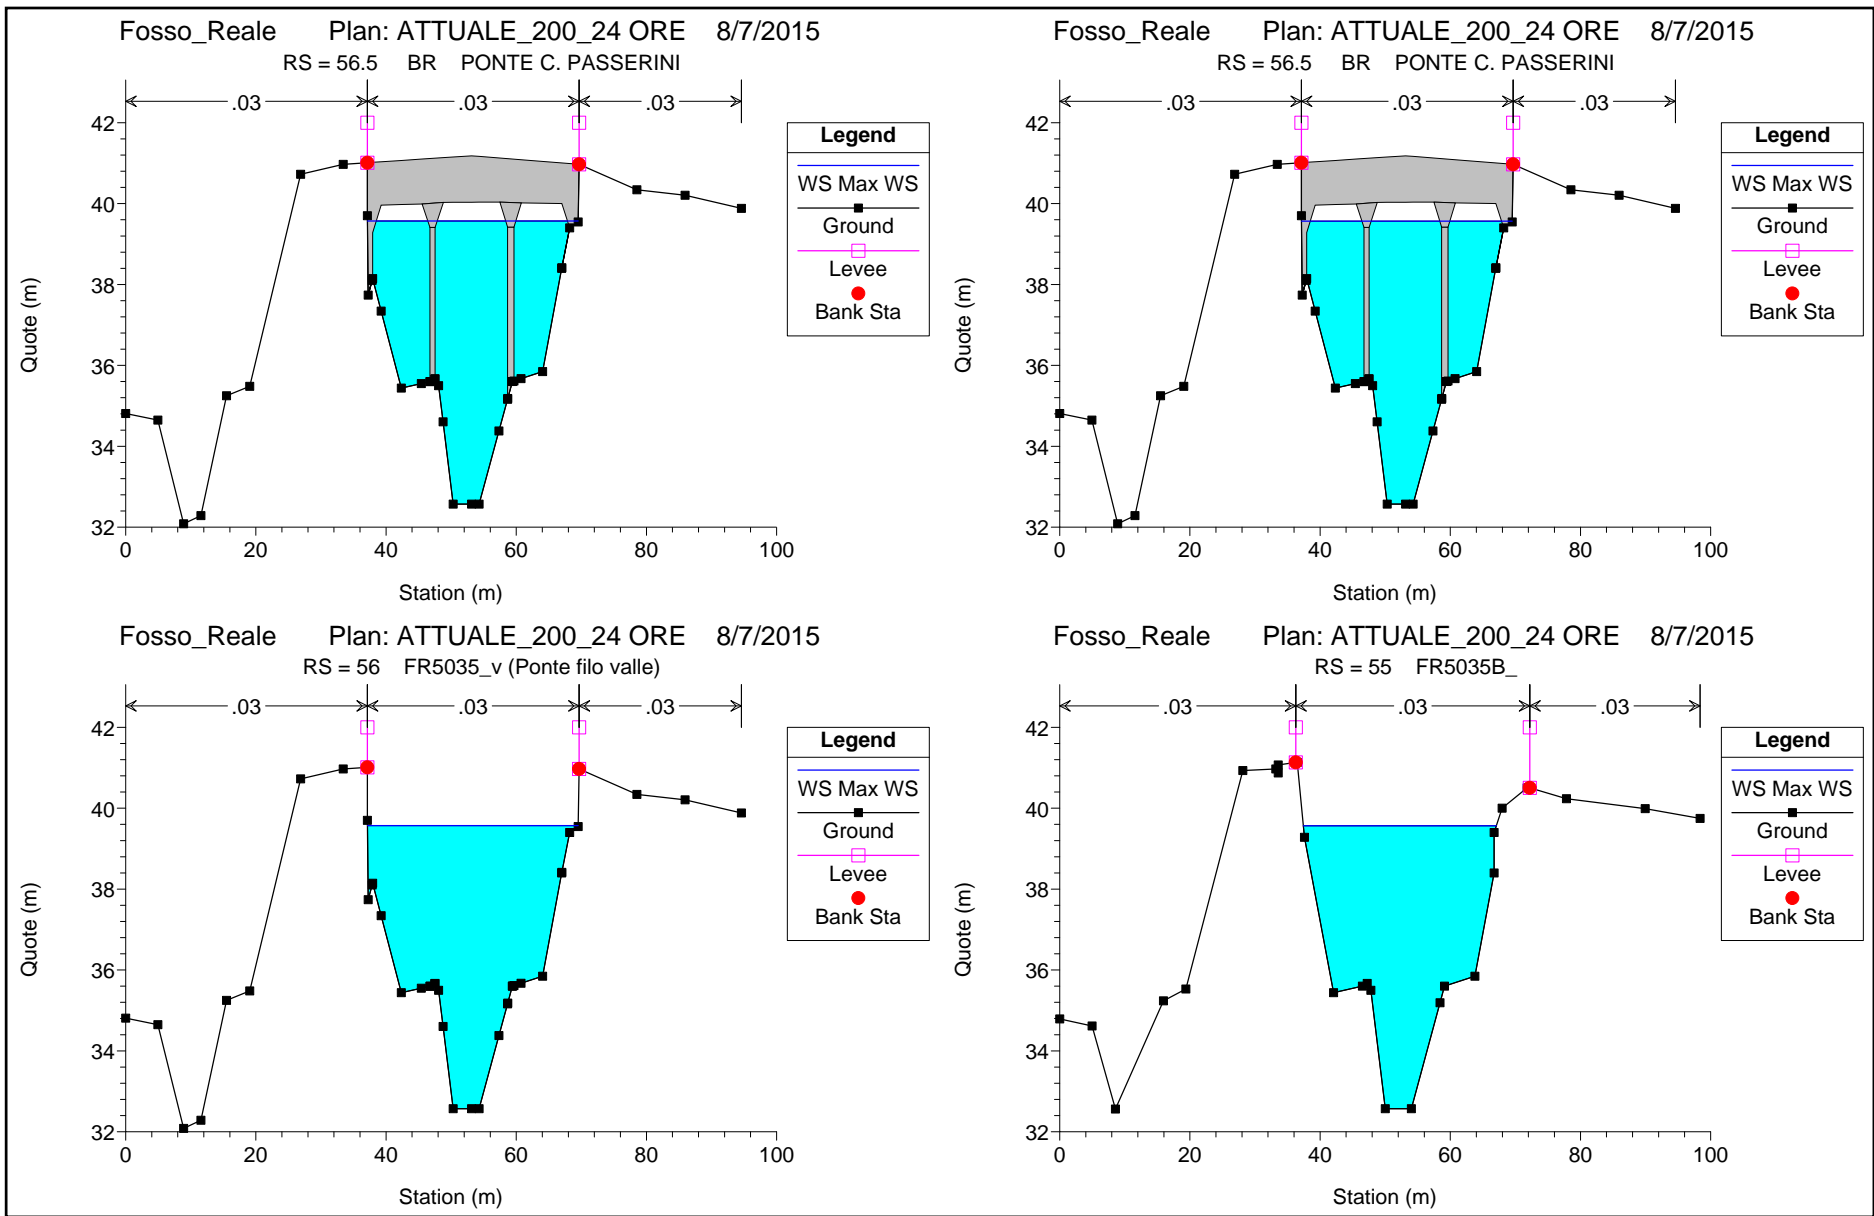 Fosso_Reale Plan: ATTUALE_200_24 ORE 8/7/2015
RS = 56.5 BR PONTE C. PASSERINI
.03 .03 .03
42
40
38
36
34
32
0 20 40 60 80 100
Station (m)
Quote (m)
Legend
WS Max WS
Ground
Levee
Bank Sta
Fosso_Reale Plan: ATTUALE_200_24 ORE 8/7/2015
RS = 56.5 BR PONTE C. PASSERINI
.03 .03 .03
42
40
38
36
34
32
0 20 40 60 80 100
Station (m)
Quote (m)
Legend
WS Max WS
Ground
Levee
Bank Sta
Fosso_Reale Plan: ATTUALE_200_24 ORE 8/7/2015
RS = 56 FR5035_v (Ponte filo valle)
.03 .03 .03
42
40
38
36
34
32
0 20 40 60 80 100
Station (m)
Quote (m)
Legend
WS Max WS
Ground
Levee
Bank Sta
Fosso_Reale Plan: ATTUALE_200_24 ORE 8/7/2015
RS = 55 FR5035B_
.03 .03 .03
42
40
38
36
34
32
0 20 40 60 80 100
Station (m)
Quote (m)
Legend
WS Max WS
Ground
Levee
Bank Sta